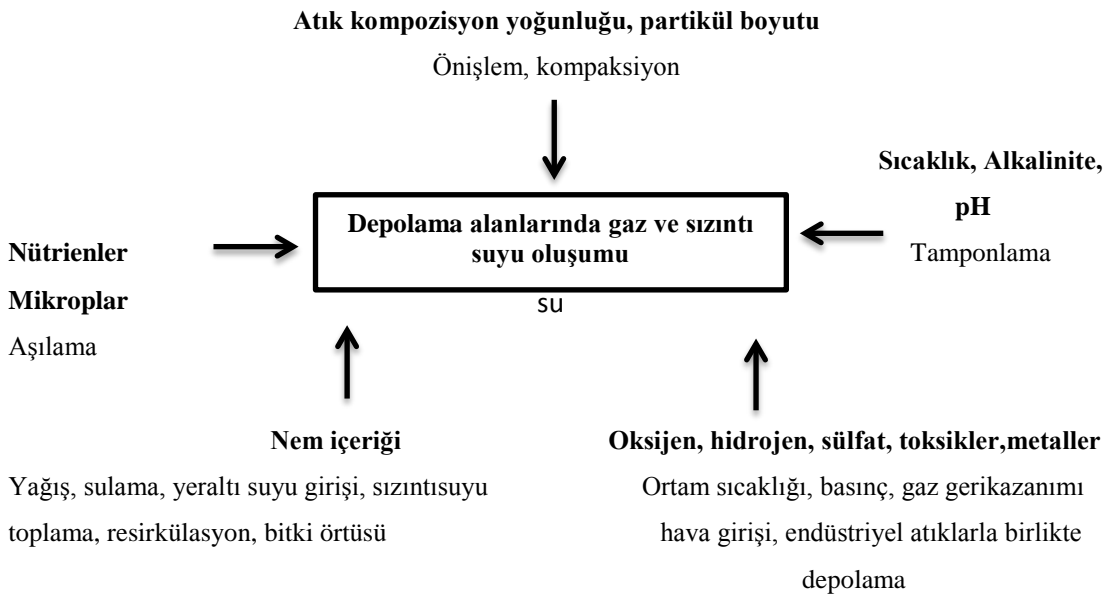 Atık kompozisyon yoğunluğu, partikül boyutu
Önişlem, kompaksiyon
Sıcaklık, Alkalinite,
pH
Tamponlama
Depolama alanlarında gaz ve sızıntı
suyu oluşumu
su
Nütrienler
Mikroplar
Aşılama
Nem içeriği
Yağış, sulama, yeraltı suyu girişi, sızıntısuyu
toplama, resirkülasyon, bitki örtüsü
Oksijen, hidrojen, sülfat, toksikler,metaller
Ortam sıcaklığı, basınç, gaz gerikazanımı
hava girişi, endüstriyel atıklarla birlikte
depolama